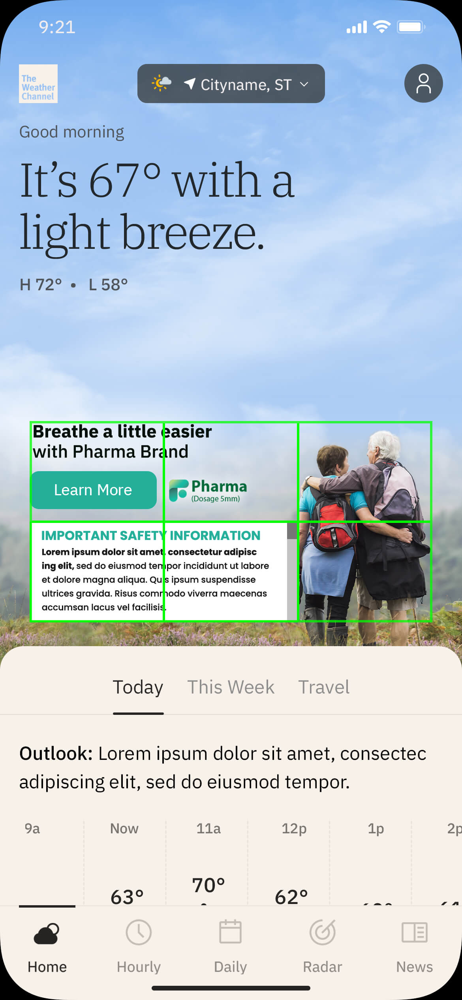 9:21
The
Weather
Channel
Cityname, ST
Good morning
It’s 67° with a
light breeze.
H 72° • L 58°
Breathe a little easier
with Pharma Brand
Learn More
Pharma
(Dosage 5mm)
IMPORTANT SAFETY INFORMATION
Lorem ipsum dolor sit amet, consectetur adipisc
ing elit, sed do eiusmod tempor incididunt ut labore
et dolore magna aliqua. Quis ipsum suspendisse
ultrices gravida. Risus commodo viverra maecenas
accumsan lacus vel facilisis.
Today This Week Travel
Outlook: Lorem ipsum dolor sit amet, consectec
adipiscing elit, sed do eiusmod tempor.
9a Now 11a 12p 1p 2p
70°
63° 62°
Home Hourly Daily Radar News